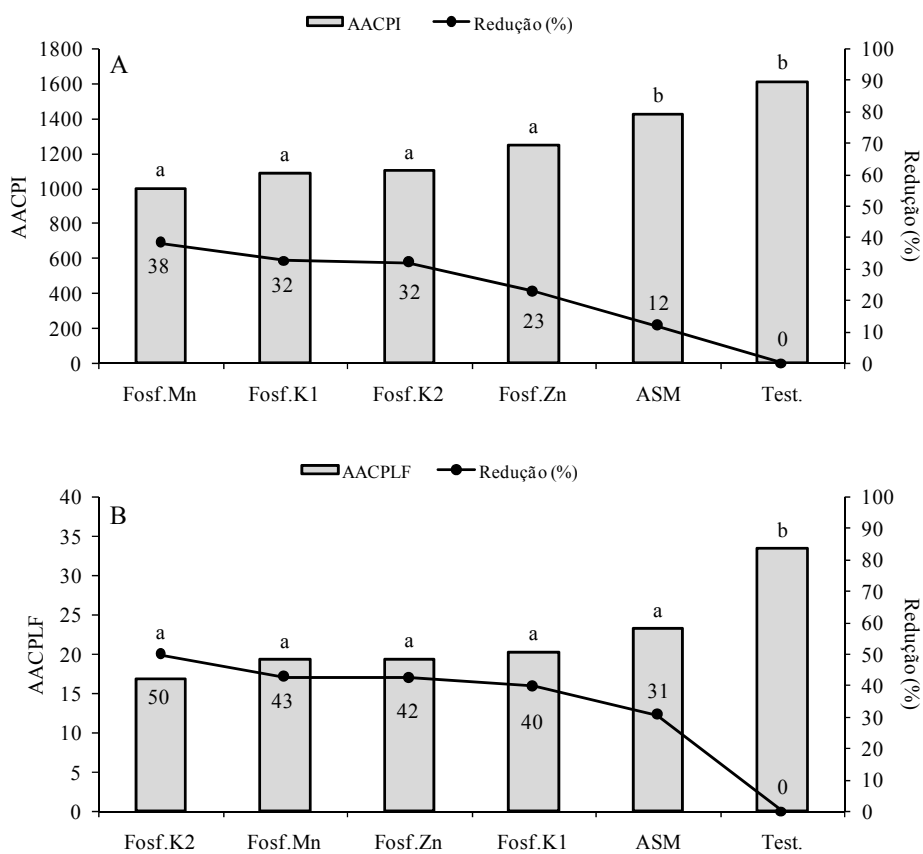 AACPI Redução (%)
A
1800
1600
1400
1200
1000
800
600
400
200
0
AACPI
100
90
80
70
60
50
40
30
20
10
0
Redução (%)
a a a a b b
38 32 32 23 12 0
Fosf.Mn Fosf.K1 Fosf.K2 Fosf.Zn ASM Test.
AACPLF Redução (%)
B
40
35
30
25
20
15
10
5
0
AACPLF
100
90
80
70
60
50
40
30
20
10
0
Redução (%)
a a a a a b
50 43 42 40 31 0
Fosf.K2 Fosf.Mn Fosf.Zn Fosf.K1 ASM Test.